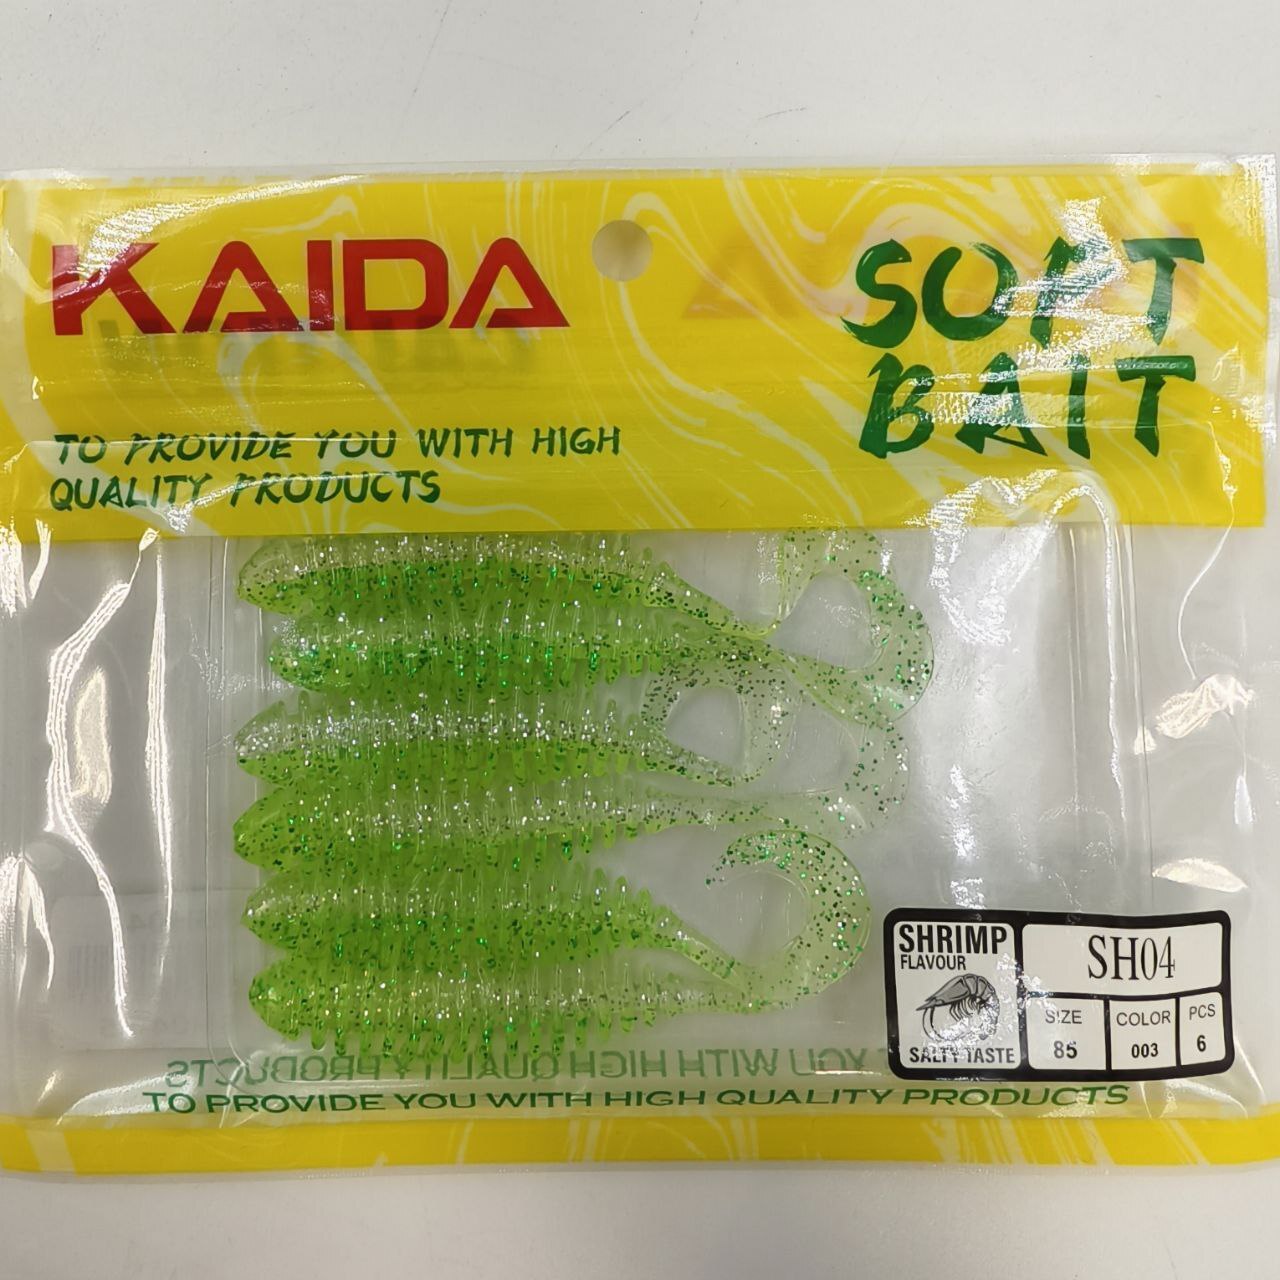 KAIDA
SOFT
BAIT
TO PROVIDE YOU WITH HIGH
QUALITY PRODUCTS
SHRIMP
FLAVOUR
SALTY TASTE
SH04
SIZE
85
COLOR
003
PCS
6
TO PROVIDE YOU WITH HIGH QUALITY PRODUCTS